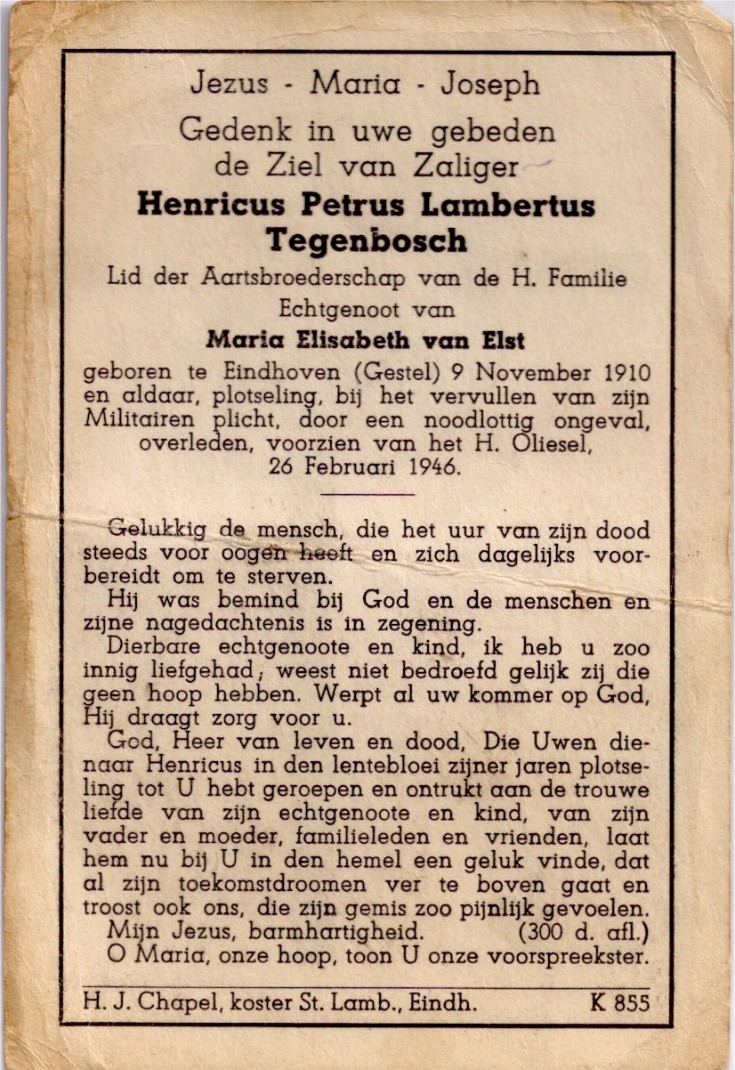 Jezus - Maria - Joseph
Gedenk in uwe gebeden
de Ziel van Zaliger
Henricus Petrus Lambertus
Tegenbosch
Lid der Aartsbroederschap van de H. Familie
Echtgenoot van
Maria Elisabeth van Elst
geboren te Eindhoven (Gestel) 9 November 1910
en aldaar, plotseling, bij het vervullen van zijn
Militairen plicht, door een noodlottig ongeval,
overleden, voorzien van het H. Oliesel,
26 Februari 1946.
Gelukkig de mensch, die het uur van zijn dood
steeds voor oogen heeft en zich dagelijks voor-
bereidt om te sterven.
Hij was bemind bij God en de menschen en
zijne nagedachtenis is in zegening.
Dierbare echtgenoote en kind, ik heb u zoo
innig liefgehad; weest niet bedroefd gelijk zij die
geen hoop hebben. Werpt al uw kommer op God,
Hij draagt zorg voor u.
God, Heer van leven en dood, Die Uwen die-
naar Henricus in den lentebloei zijner jaren plotse-
ling tot U hebt geroepen en ontrukt aan de trouwe
liefde van zijn echtgenoote en kind, van zijn
vader en moeder, familieleden en vrienden, laat
hem nu bij U in den hemel een geluk vinde, dat
al zijn toekomstdroomen ver te boven gaat en
troost ook ons, die zijn gemis zoo pijnlijk gevoelen.
Mijn Jezus, barmhartigheid. (300 d. afl.)
O Maria, onze hoop, toon U onze voorspreekster.
H. J. Chapel, koster St. Lamb., Eindh. K 855